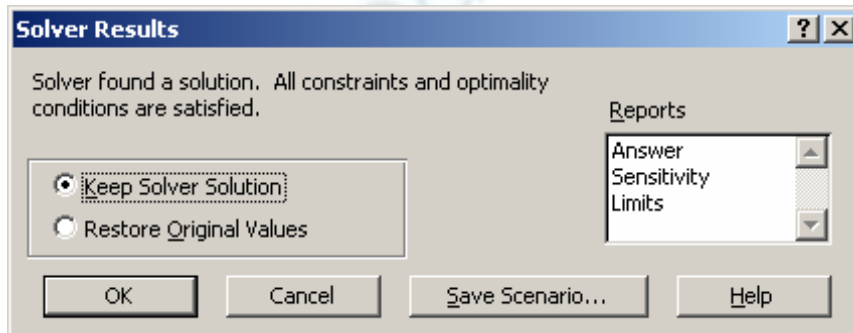 Solver Results
Solver found a solution. All constraints and optimality
conditions are satisfied.
Reports
Answer
Sensitivity
Limits
Keep Solver Solution
Restore Original Values
OK Cancel Save Scenario... Help